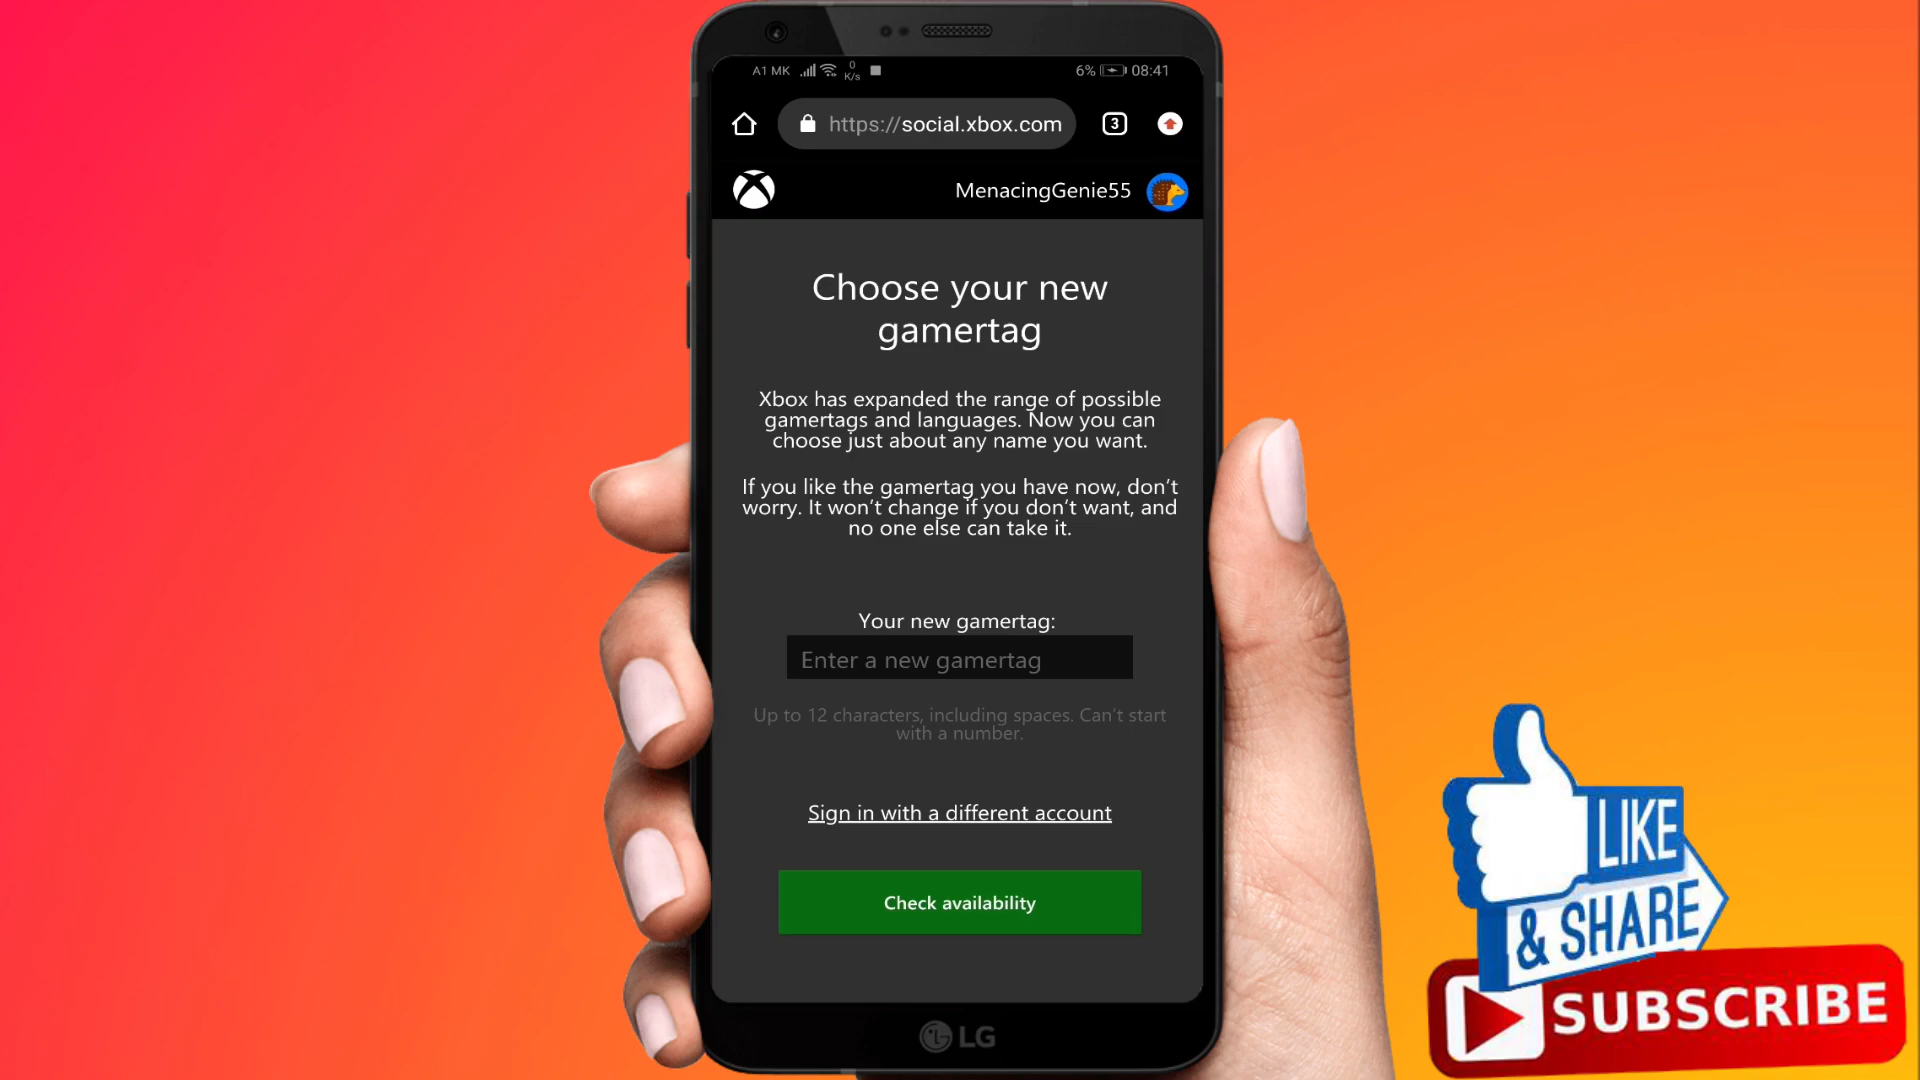 A1 MK 0 K/s 6% 08:41
https://social.xbox.com 3
MenacingGenie55
Choose your new
gamertag
Xbox has expanded the range of possible
gamertags and languages. Now you can
choose just about any name you want.
If you like the gamertag you have now, don't
worry. It won't change if you don't want, and
no one else can take it.
Your new gamertag:
Enter a new gamertag
Up to 12 characters, including spaces. Can't start
with a number.
Sign in with a different account
Check availability
LG
LIKE
& SHARE
SUBSCRIBE